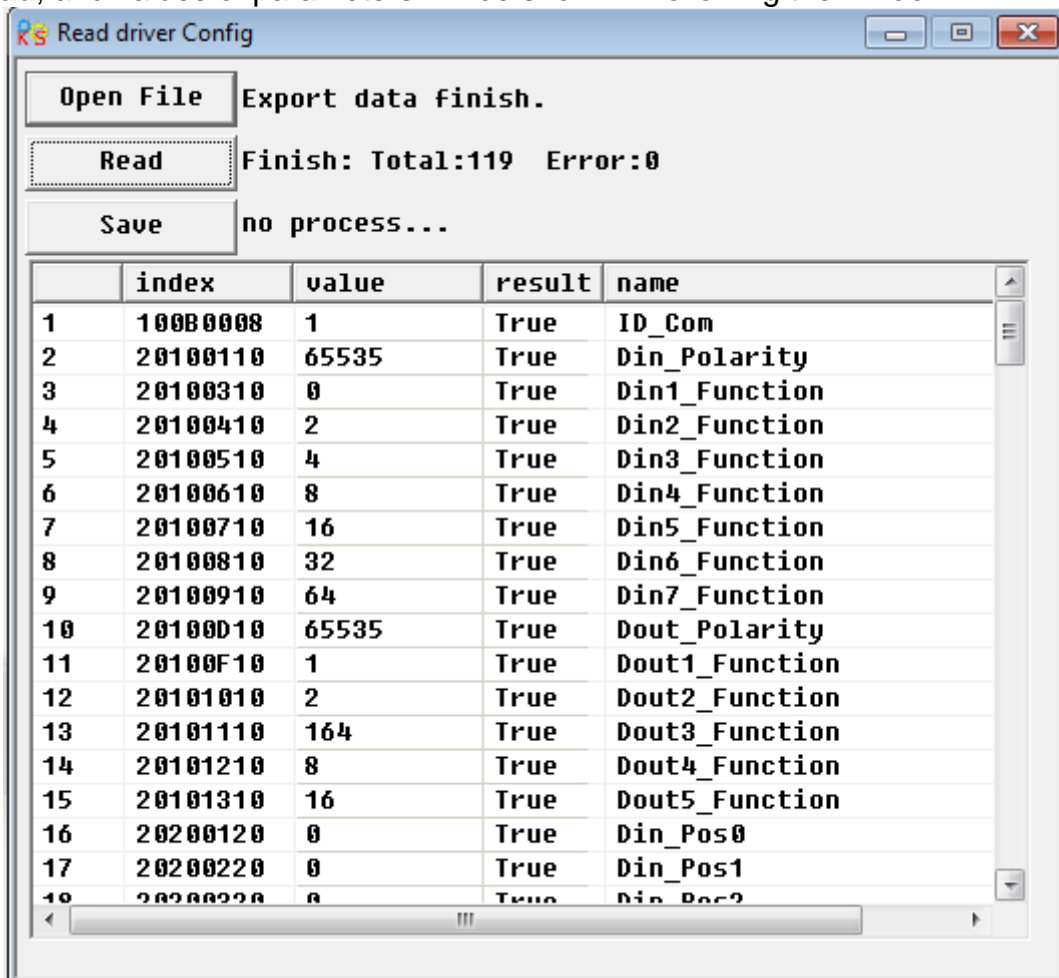 Read driver Config
Open File Export data finish.
Read Finish: Total:119 Error:0
Save no process...
index value result name
1 100B0008 1 True ID_Com
2 20100110 65535 True Din_Polarity
3 20100310 0 True Din1_Function
4 20100410 2 True Din2_Function
5 20100510 4 True Din3_Function
6 20100610 8 True Din4_Function
7 20100710 16 True Din5_Function
8 20100810 32 True Din6_Function
9 20100910 64 True Din7_Function
10 20100D10 65535 True Dout_Polarity
11 20100F10 1 True Dout1_Function
12 20101010 2 True Dout2_Function
13 20101110 164 True Dout3_Function
14 20101210 8 True Dout4_Function
15 20101310 16 True Dout5_Function
16 20200120 0 True Din_Pos0
17 20200220 0 True Din_Pos1
18 20200320 0 True Din_Pos2